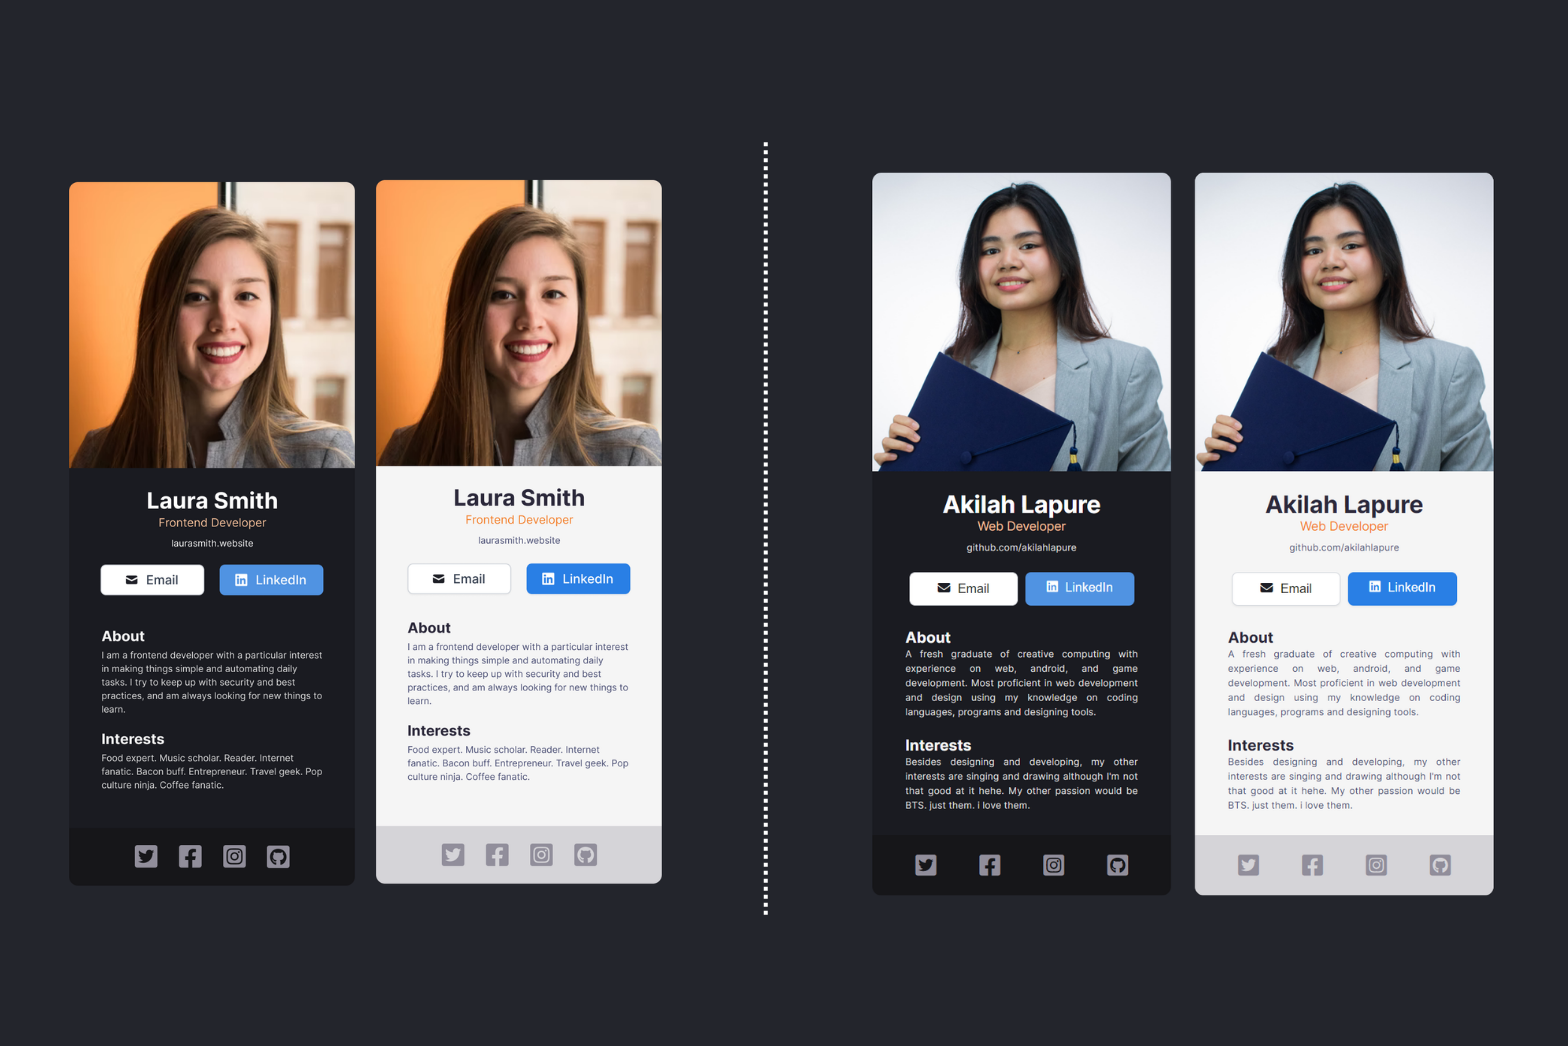 Laura Smith
Frontend Developer
laurasmith.website
Email
LinkedIn
About
I am a frontend developer with a particular interest
in making things simple and automating daily
tasks. I try to keep up with security and best
practices, and am always looking for new things to
learn.
Interests
Food expert. Music scholar. Reader. Internet
fanatic. Bacon buff. Entrepreneur. Travel geek. Pop
culture ninja. Coffee fanatic.
Laura Smith
Frontend Developer
laurasmith.website
Email
LinkedIn
About
I am a frontend developer with a particular interest
in making things simple and automating daily
tasks. I try to keep up with security and best
practices, and am always looking for new things to
learn.
Interests
Food expert. Music scholar. Reader. Internet
fanatic. Bacon buff. Entrepreneur. Travel geek. Pop
culture ninja. Coffee fanatic.
Akilah Lapure
Web Developer
github.com/akilahlapure
Email
LinkedIn
About
A fresh graduate of creative computing with
experience on web, android, and game
development. Most proficient in web development
and design using my knowledge on coding
languages, programs and designing tools.
Interests
Besides designing and developing, my other
interests are singing and drawing although I'm not
that good at it hehe. My other passion would be
BTS. just them. i love them.
Akilah Lapure
Web Developer
github.com/akilahlapure
Email
LinkedIn
About
A fresh graduate of creative computing with
experience on web, android, and game
development. Most proficient in web development
and design using my knowledge on coding
languages, programs and designing tools.
Interests
Besides designing and developing, my other
interests are singing and drawing although I'm not
that good at it hehe. My other passion would be
BTS. just them. i love them.